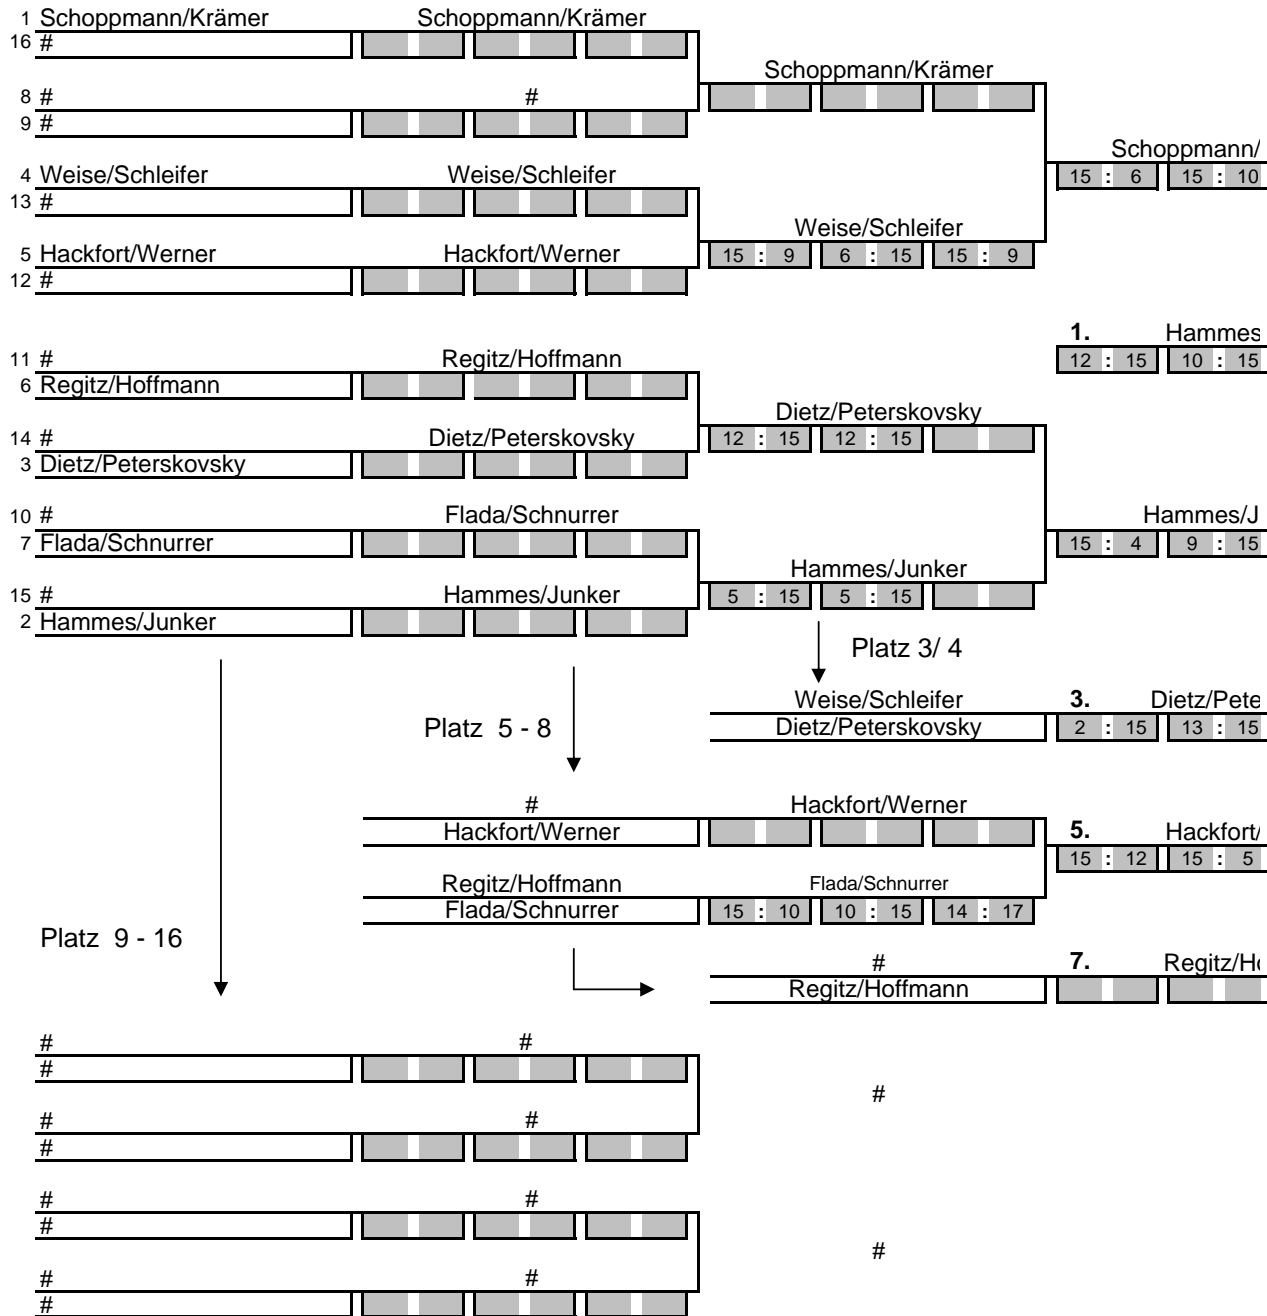 1 Schoppmann/Krämer Schoppmann/Krämer
16 #
Schoppmann/Krämer
8 # #
9 #
Schoppmann/
4 Weise/Schleifer Weise/Schleifer 15 : 6 15 : 10
13 #
Weise/Schleifer
5 Hackfort/Werner Hackfort/Werner 15 : 9 6 : 15 15 : 9
12 #
1. Hammes
11 # Regitz/Hoffmann 12 : 15 10 : 15
6 Regitz/Hoffmann
Dietz/Peterskovsky
14 # Dietz/Peterskovsky 12 : 15 12 : 15
3 Dietz/Peterskovsky
10 # Flada/Schnurrer Hammes/J
7 Flada/Schnurrer 15 : 4 9 : 15
Hammes/Junker
15 # Hammes/Junker 5 : 15 5 : 15
2 Hammes/Junker
Platz 3/ 4
Weise/Schleifer 3. Dietz/Pete
Platz 5 - 8 Dietz/Peterskovsky 2 : 15 13 : 15
# Hackfort/Werner
Hackfort/Werner 5. Hackfort/
15 : 12 15 : 5
Regitz/Hoffmann Flada/Schnurrer
Flada/Schnurrer 15 : 10 10 : 15 14 : 17
Platz 9 - 16
# 7. Regitz/H
Regitz/Hoffmann
# #
#
#
# #
#
# #
#
#
# #
#